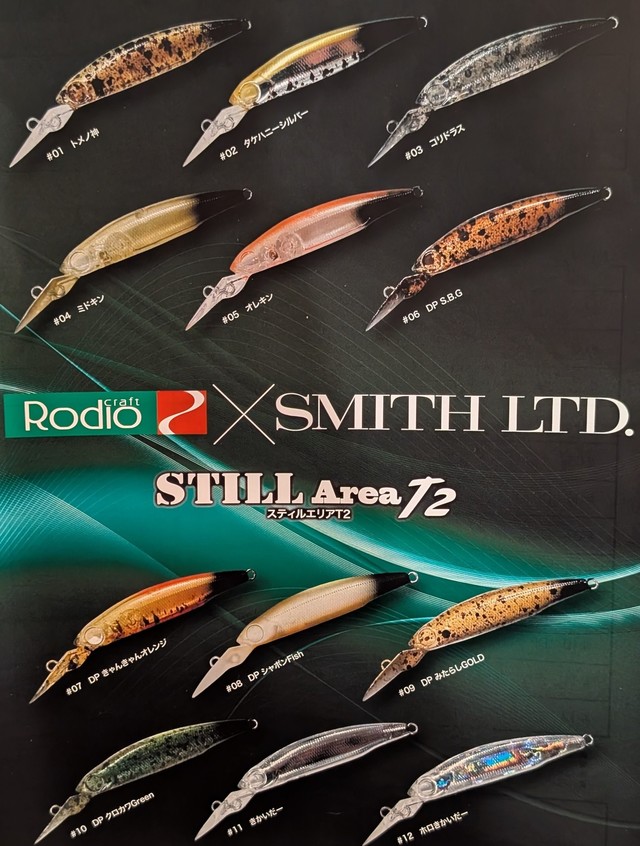 #01 トメノ神
#02 タケハニーシルバー
#03 コリドラス
#04 ミドキン
#05 オレキン
#06 DP S.B.G
Rodio craft × SMITH LTD.
STILL Area T2
スティルエリアT2
#07 DP きゃんきゃんオレンジ
#08 DP シャボンFish
#09 DP みたらしGOLD
#10 DP クロカワGreen
#11 きかいだー
#12 ホロきかいだー